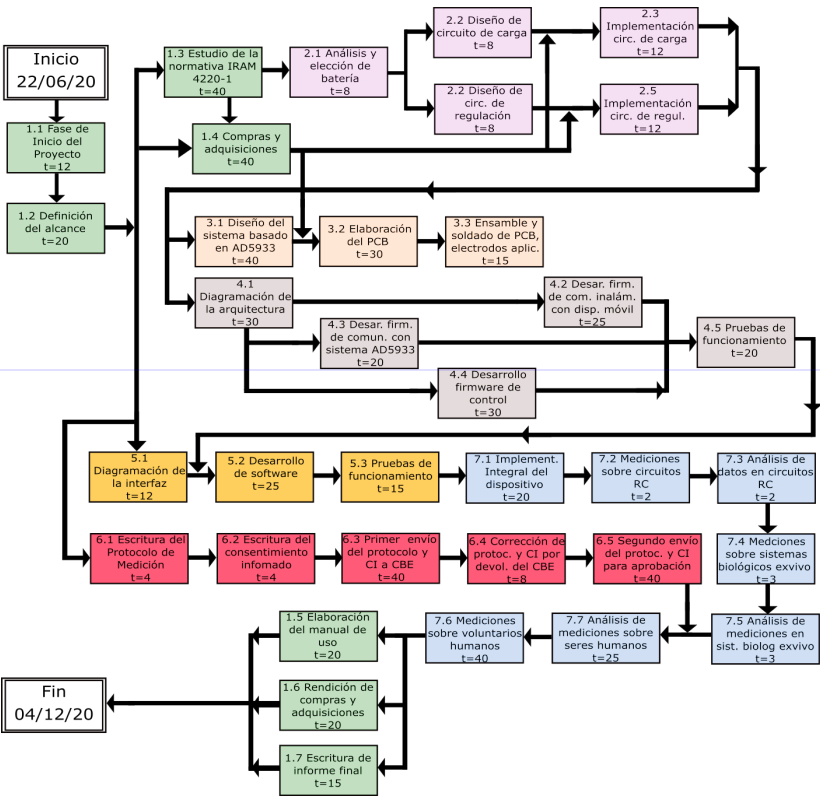 Inicio
22/06/20
1.1 Fase de
Inicio del
Proyecto
t=12
1.2 Definición
del alcance
t=20
1.3 Estudio de la
normativa IRAM
4220-1
t=40
1.4 Compras y
adquisiciones
t=40
2.1 Análisis y
elección de
batería
t=8
2.2 Diseño de
circuito de carga
t=8
2.2 Diseño de
circ. de
regulación
t=8
2.3
Implementación
circ. de carga
t=12
2.5
Implementación
circ. de regul.
t=12
3.1 Diseño del
sistema basado
en AD5933
t=40
3.2 Elaboración
del PCB
t=30
3.3 Ensamble y
soldado de PCB,
electrodos aplic.
t=15
4.1
Diagramación de
la arquitectura
t=30
4.2 Desar. firm.
de com. inalám.
con disp. móvil
t=25
4.3 Desar. firm.
de comun. con
sistema AD5933
t=20
4.4 Desarrollo
firmware de
control
t=30
4.5 Pruebas de
funcionamiento
t=20
5.1
Diagramación de
la interfaz
t=12
5.2 Desarrollo
de software
t=25
5.3 Pruebas de
funcionamiento
t=15
7.1 Implement.
Integral del
dispositivo
t=20
7.2 Mediciones
sobre circuitos
RC
t=2
7.3 Análisis de
datos en circuitos
RC
t=2
6.1 Escritura del
Protocolo de
Medición
t=4
6.2 Escritura del
consentimiento
infomado
t=4
6.3 Primer envío
del protocolo y
CI a CBE
t=40
6.4 Corrección de
protoc. y CI por
devol. del CBE
t=8
6.5 Segundo envío
del protoc. y CI
para aprobación
t=40
7.4 Medciones
sobre sistemas
biológicos exvivo
t=3
7.5 Análisis de
mediciones en
sist. biolog exvivo
t=3
7.7 Análisis de
mediciones sobre
seres humanos
t=25
7.6 Mediciones
sobre voluntarios
humanos
t=40
1.5 Elaboración
del manual de
uso
t=20
1.6 Rendición de
compras y
adquisiciones
t=20
1.7 Escritura de
informe final
t=15
Fin
04/12/20